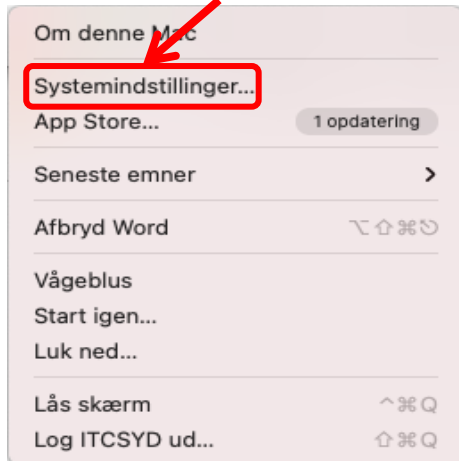 Om denne Mac
Systemindstillinger...
App Store... 1 opdatering
Seneste emner >
Afbryd Word ⌥⇧⌘⎋
Vågeblus
Start igen...
Luk ned...
Lås skærm ^⌘Q
Log ITCSYD ud... ⇧⌘Q